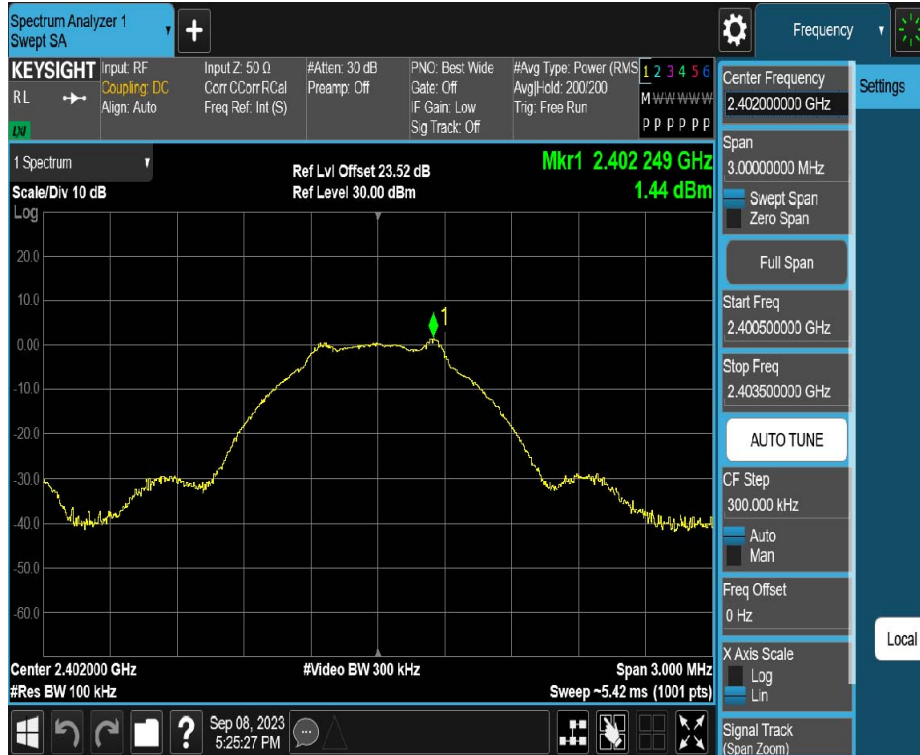 Spectrum Analyzer 1
Swept SA
+
Frequency
KEYSIGHT
RL
LXI
Input: RF
Coupling: DC
Align: Auto
Input Z: 50 Ω
Corr CCorr RCal
Freq Ref: Int (S)
#Atten: 30 dB
Preamp: Off
PNO: Best Wide
Gate: Off
IF Gain: Low
Sig Track: Off
#Avg Type: Power (RMS
Avg|Hold: 200/200
Trig: Free Run
1 2 3 4 5 6
M W W W W W
P P P P P P
1 Spectrum
Scale/Div 10 dB
Ref Lvl Offset 23.52 dB
Ref Level 30.00 dBm
Mkr1 2.402 249 GHz
1.44 dBm
Log
20.0
10.0
0.00
-10.0
-20.0
-30.0
-40.0
-50.0
-60.0
1
Center 2.402000 GHz
#Res BW 100 kHz
#Video BW 300 kHz
Span 3.000 MHz
Sweep ~5.42 ms (1001 pts)
?
Sep 08, 2023
5:25:27 PM
Center Frequency
2.402000000 GHz
Span
3.00000000 MHz
Swept Span
Zero Span
Full Span
Start Freq
2.400500000 GHz
Stop Freq
2.403500000 GHz
AUTO TUNE
CF Step
300.000 kHz
Auto
Man
Freq Offset
0 Hz
X Axis Scale
Log
Lin
Signal Track
(Span Zoom)
Settings
Local